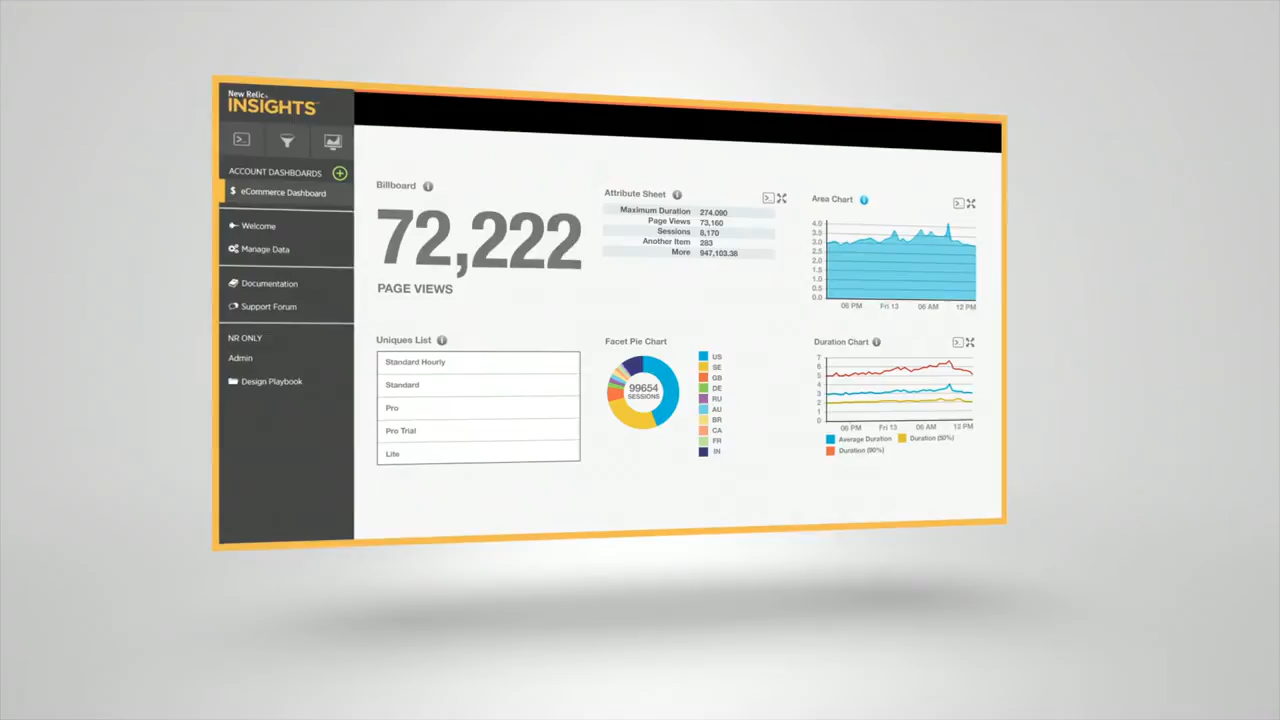 New Relic
INSIGHTS
ACCOUNT DASHBOARDS
$ eCommerce Dashboard
Welcome
Manage Data
Documentation
Support Forum
NR ONLY
Admin
Design Playbook
Billboard
72,222
PAGE VIEWS
Attribute Sheet
Maximum Duration 274.090
Page Views 73,160
Sessions 8,170
Another Item 283
More 947,103.38
Area Chart
4.0
3.5
3.0
2.5
2.0
1.5
1.0
0.5
0.0
06 PM Fri 13 06 AM 12 PM
Uniques List
Standard Hourly
Standard
Pro
Pro Trial
Lite
Facet Pie Chart
99654
SESSIONS
US
SE
GB
DE
RU
AU
BR
CA
FR
IN
Duration Chart
7
6
5
4
3
2
1
0
06 PM Fri 13 06 AM 12 PM
Average Duration Duration (50%)
Duration (90%)